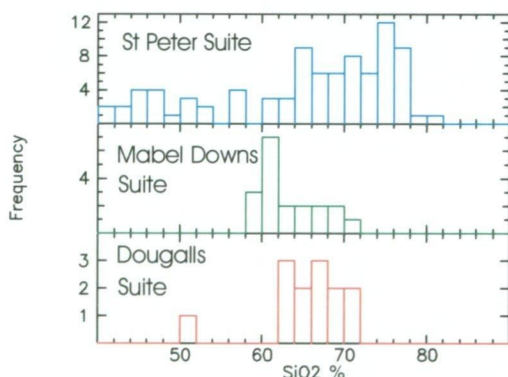 12
St Peter Suite
8
4
Mabel Downs
4
Suite
Frequency
Dougalls
3
Suite
2
1
50 60 70 80
SiO2 %